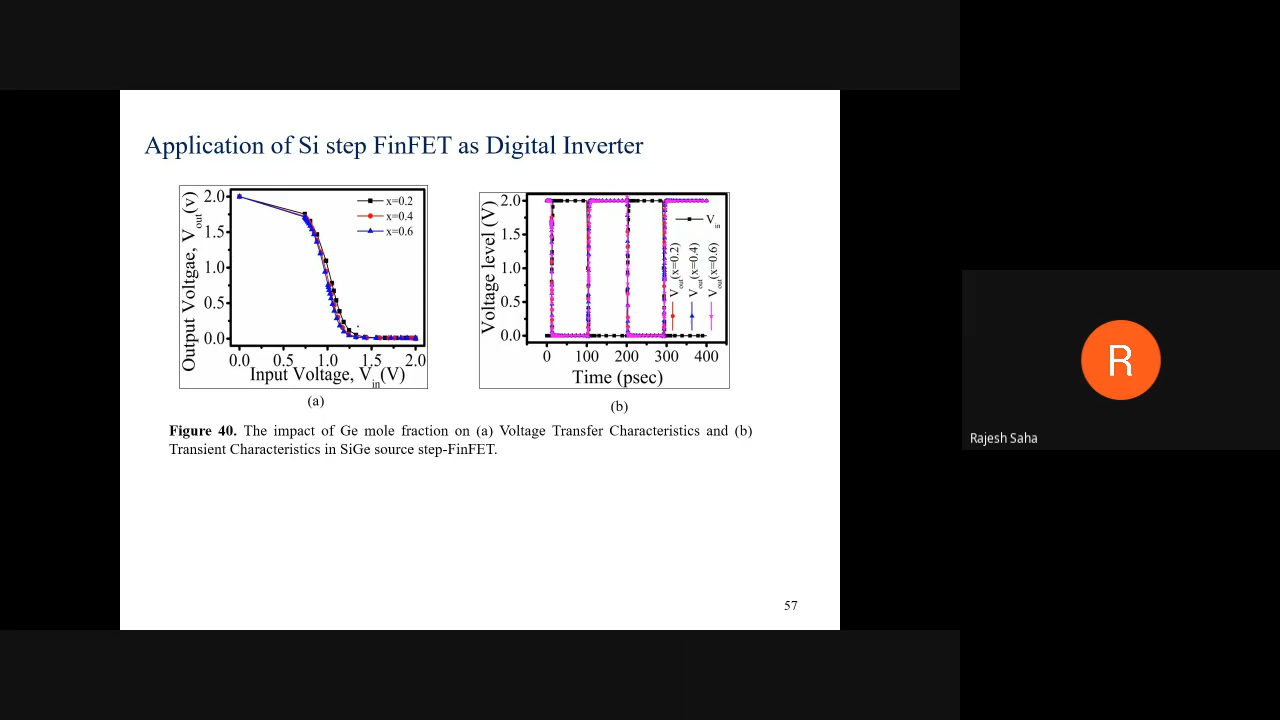 Application of Si step FinFET as Digital Inverter
Output Voltgae, Vout(v)
2.0
1.5
1.0
0.5
0.0
x=0.2
x=0.4
x=0.6
0.0 0.5 1.0 1.5 2.0
Input Voltage, Vin(V)
(a)
Voltage level (V)
2.0
1.5
1.0
0.5
0.0
Vin
Vout(x=0.2)
Vout(x=0.4)
Vout(x=0.6)
0 100 200 300 400
Time (psec)
(b)
Figure 40. The impact of Ge mole fraction on (a) Voltage Transfer Characteristics and (b)
Transient Characteristics in SiGe source step-FinFET.
57
R
Rajesh Saha